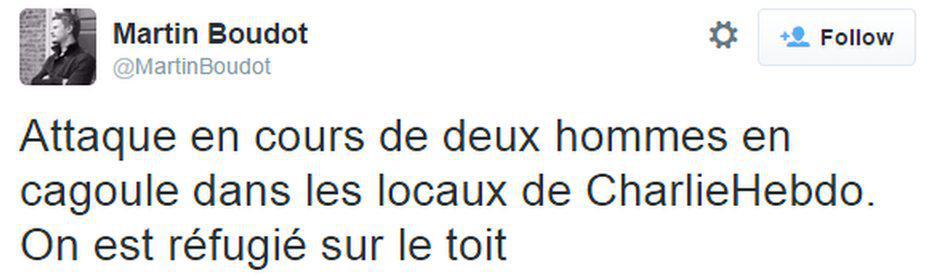 Martin Boudot
@MartinBoudot
Follow
Attaque en cours de deux hommes en
cagoule dans les locaux de CharlieHebdo.
On est réfugié sur le toit